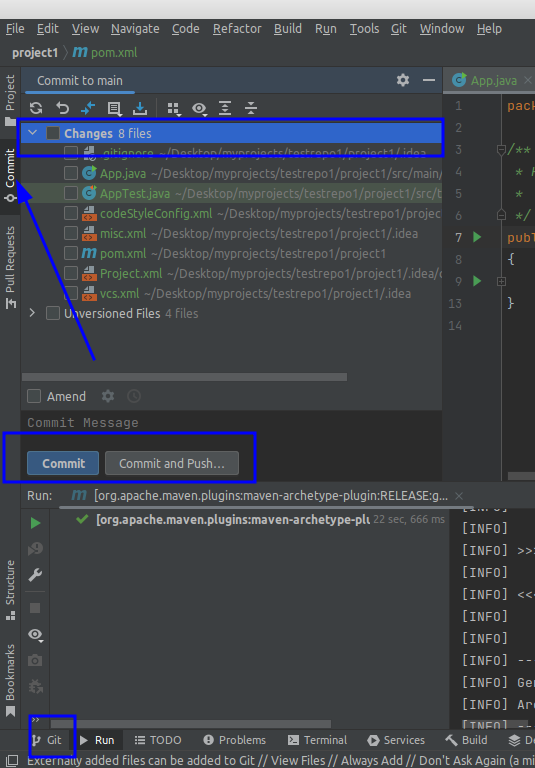 File Edit View Navigate Code Refactor Build Run Tools Git Window Help
project1 pom.xml
Project
Commit
Pull Requests
Structure
Bookmarks
Commit to main
Changes 8 files
.gitignore ~/Desktop/myprojects/testrepo1/project1/.idea
App.java ~/Desktop/myprojects/testrepo1/project1/src/main/
AppTest.java ~/Desktop/myprojects/testrepo1/project1/src/t
codeStyleConfig.xml ~/Desktop/myprojects/testrepo1/project
misc.xml ~/Desktop/myprojects/testrepo1/project1/.idea
pom.xml ~/Desktop/myprojects/testrepo1/project1
Project.xml ~/Desktop/myprojects/testrepo1/project1/.idea/c
vcs.xml ~/Desktop/myprojects/testrepo1/project1/.idea
Unversioned Files 4 files
Amend
Commit Message
Commit Commit and Push...
App.java
1 pack
2
3 /**
4 * H
5 *
6 */
7 publ
8 {
9
13 }
14
Run: [org.apache.maven.plugins:maven-archetype-plugin:RELEASE:g...
[org.apache.maven.plugins:maven-archetype-plu 22 sec, 666 ms
[INFO]
[INFO]
[INFO] >>
[INFO]
[INFO] <<
[INFO]
[INFO]
[INFO] --
[INFO] Gen
[INFO] Arc
[INFO] --
Git Run TODO Problems Terminal Services Build De
Externally added files can be added to Git // View Files // Always Add // Don't Ask Again (a mi